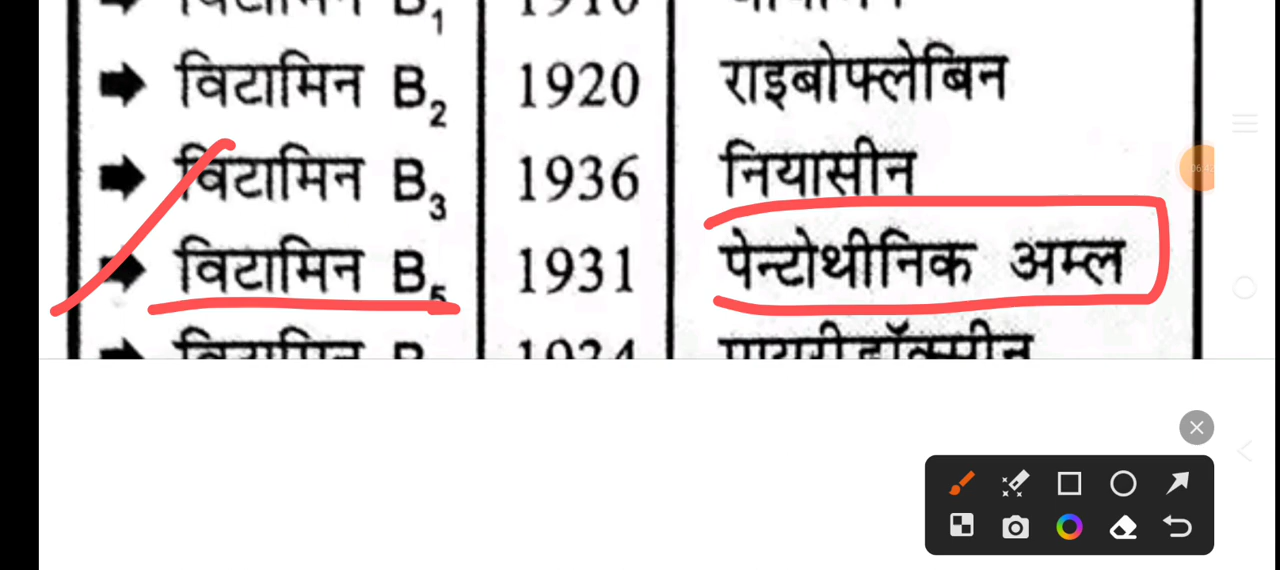 ➡ विटामिन B₂ 1920 राइबोफ्लेबिन
➡ विटामिन B₃ 1936 नियासीन
➡ विटामिन B₅ 1931 पेन्टोथीनिक अम्ल